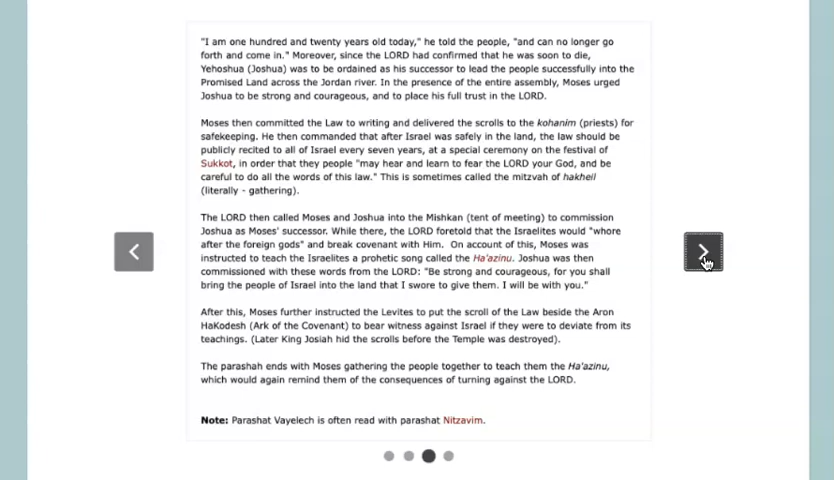 "I am one hundred and twenty years old today," he told the people, "and can no longer go
forth and come in." Moreover, since the LORD had confirmed that he was soon to die,
Yehoshua (Joshua) was to be ordained as his successor to lead the people successfully into the
Promised Land across the Jordan river. In the presence of the entire assembly, Moses urged
Joshua to be strong and courageous, and to place his full trust in the LORD.
Moses then committed the Law to writing and delivered the scrolls to the kohanim (priests) for
safekeeping. He then commanded that after Israel was safely in the land, the law should be
publicly recited to all of Israel every seven years, at a special ceremony on the festival of
Sukkot, in order that they people "may hear and learn to fear the LORD your God, and be
careful to do all the words of this law." This is sometimes called the mitzvah of hakheil
(literally - gathering).
The LORD then called Moses and Joshua into the Mishkan (tent of meeting) to commission
Joshua as Moses' successor. While there, the LORD foretold that the Israelites would "whore
after the foreign gods" and break covenant with Him. On account of this, Moses was
instructed to teach the Israelites a prophetic song called the Ha'azinu. Joshua was then
commissioned with these words from the LORD: "Be strong and courageous, for you shall
bring the people of Israel into the land that I swore to give them. I will be with you."
After this, Moses further instructed the Levites to put the scroll of the Law beside the Aron
HaKodesh (Ark of the Covenant) to bear witness against Israel if they were to deviate from its
teachings. (Later King Josiah hid the scrolls before the Temple was destroyed).
The parashah ends with Moses gathering the people together to teach them the Ha'azinu,
which would again remind them of the consequences of turning against the LORD.
Note: Parashat Vayelech is often read with parashat Nitzavim.